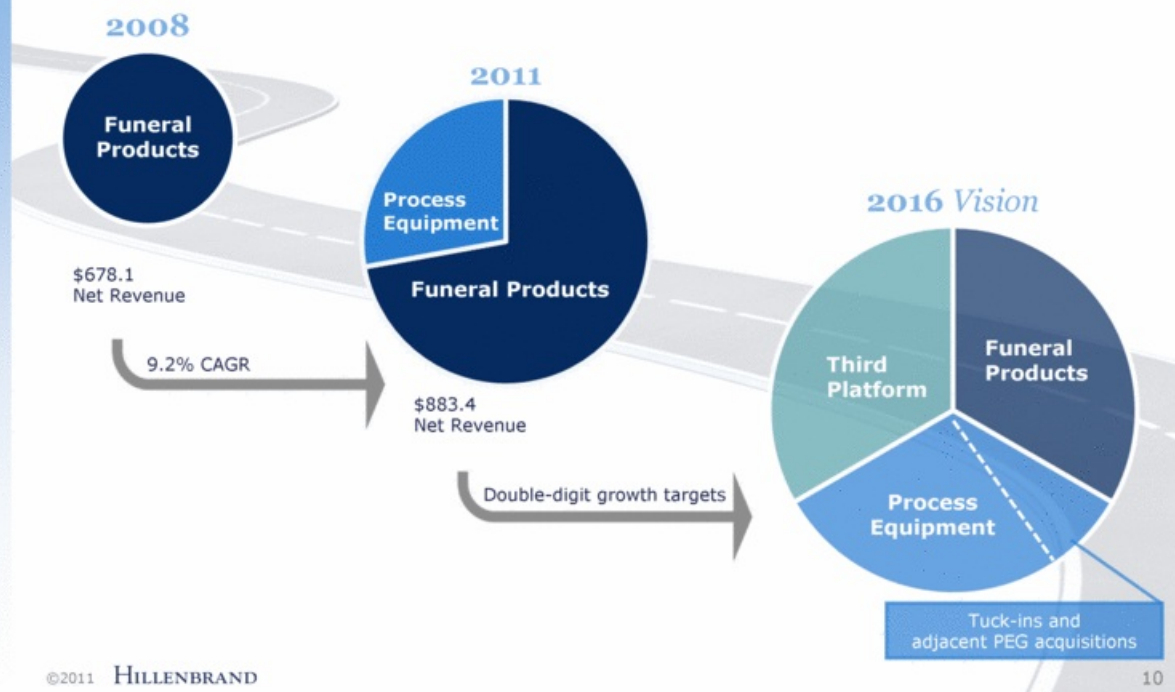 2008
Funeral
Products
$678.1
Net Revenue
9.2% CAGR
2011
Process
Equipment
Funeral Products
$883.4
Net Revenue
Double-digit growth targets
2016 Vision
Third
Platform
Funeral
Products
Process
Equipment
Tuck-ins and
adjacent PEG acquisitions
©2011 HILLENBRAND
10